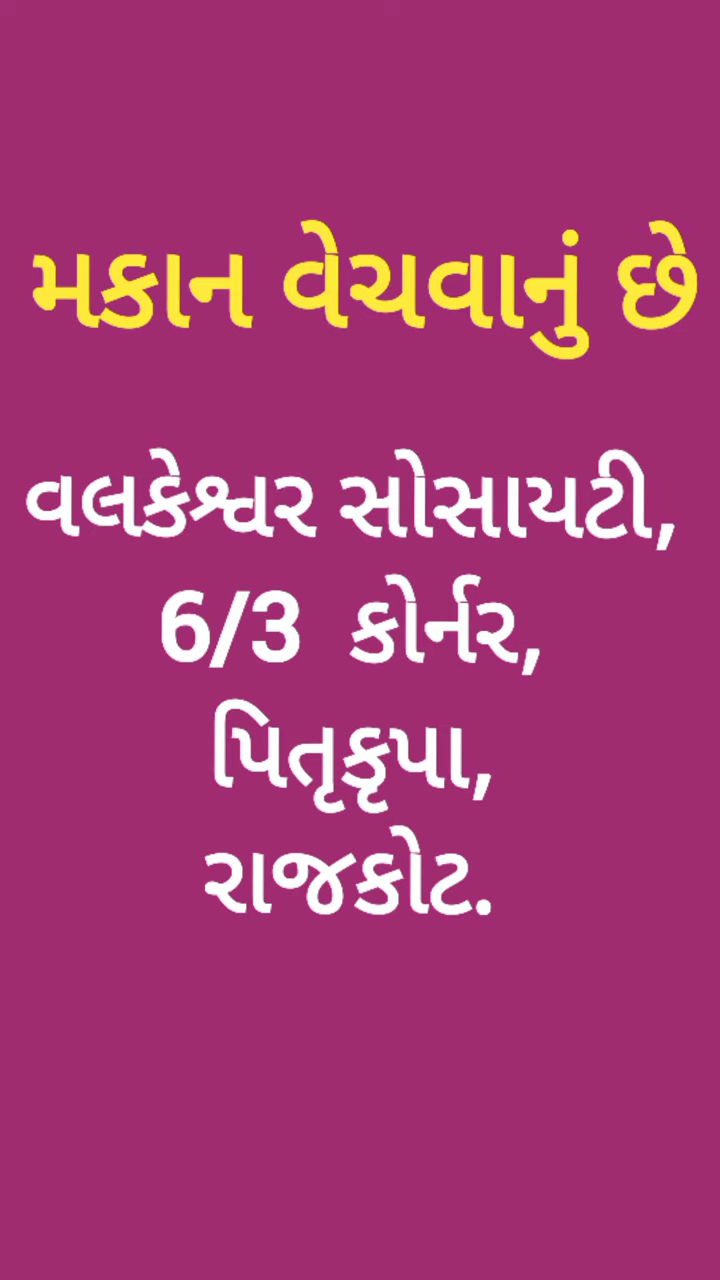 મકાન વેચવાનું છે
વલકેશ્વર સોસાયટી,
6/3 કોર્નર,
પિતૃકૃપા,
રાજકોટ.